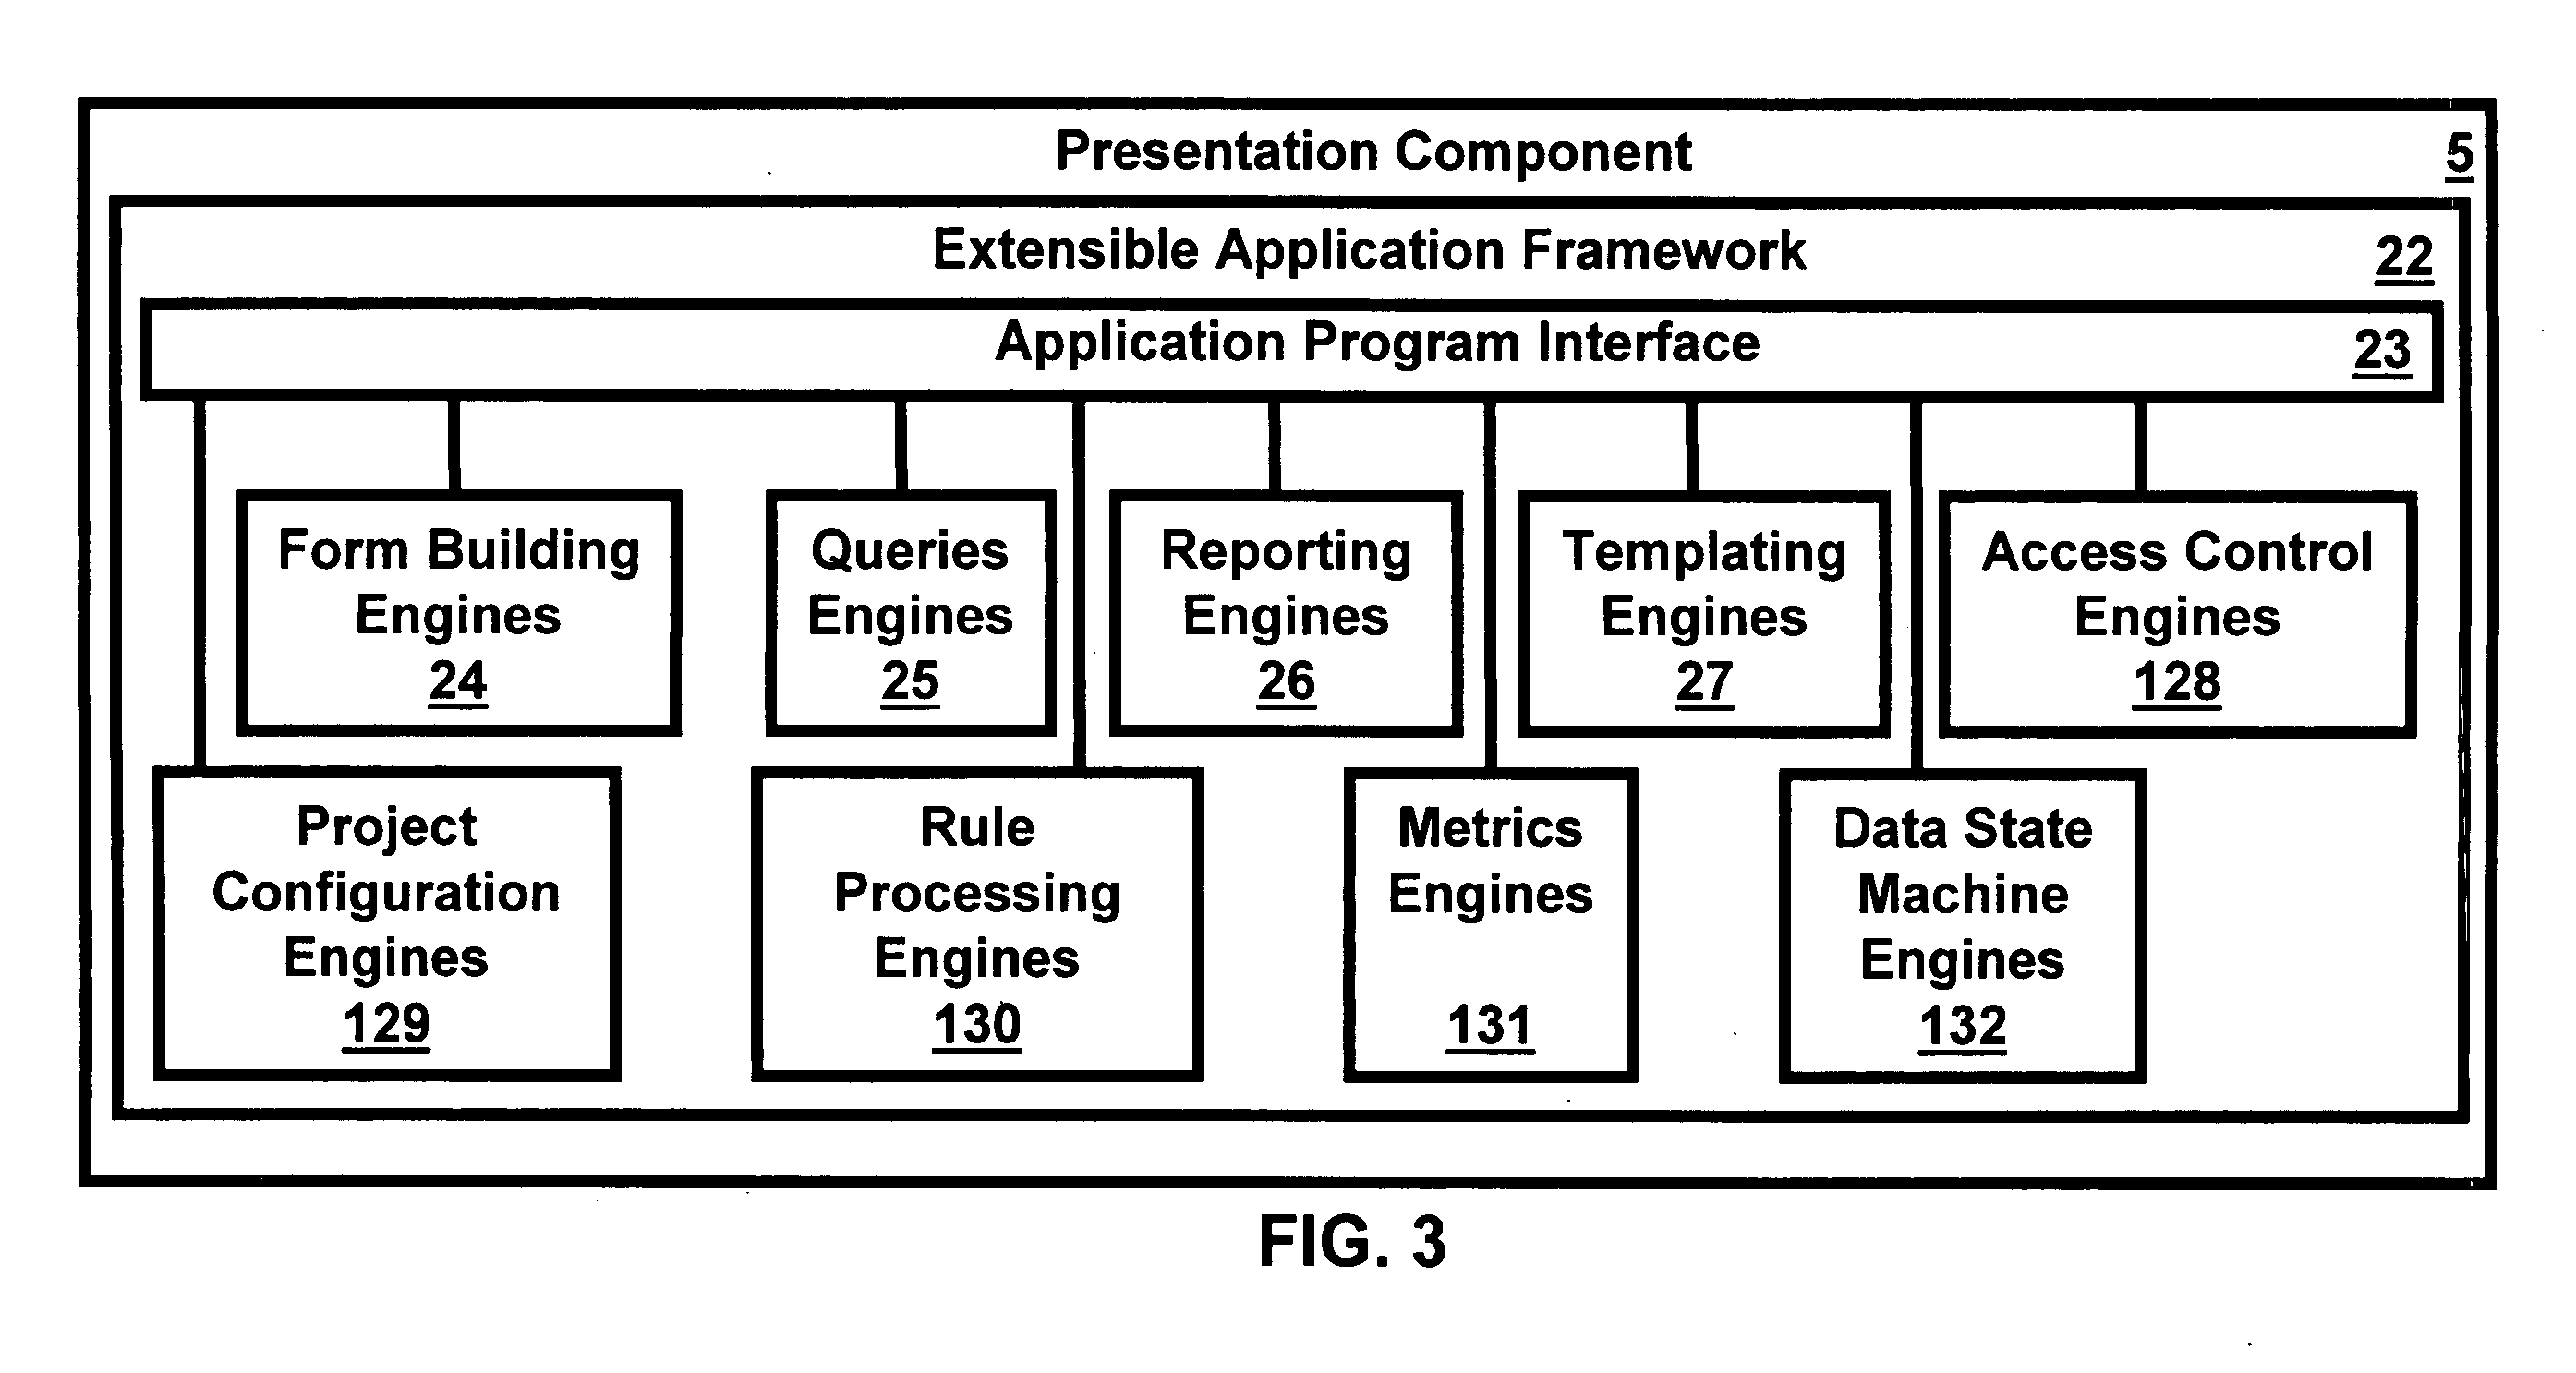 Presentation Component 5
Extensible Application Framework 22
Application Program Interface 23
Form Building
Engines
24
Queries
Engines
25
Reporting
Engines
26
Templating
Engines
27
Access Control
Engines
128
Project
Configuration
Engines
129
Rule
Processing
Engines
130
Metrics
Engines
131
Data State
Machine
Engines
132
FIG. 3